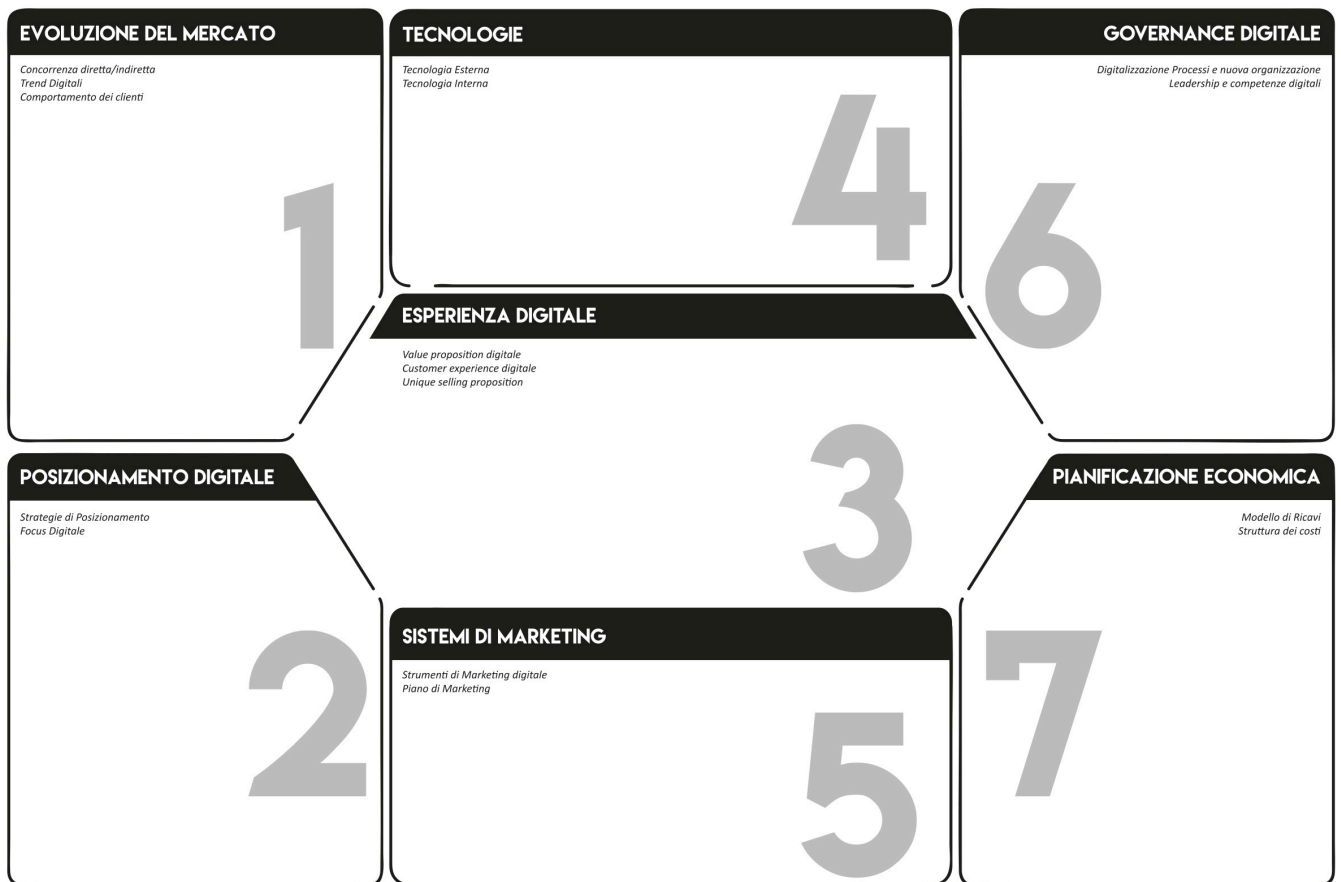 EVOLUZIONE DEL MERCATO
Concorrenza diretta/indiretta
Trend Digitali
Comportamento dei clienti
1
POSIZIONAMENTO DIGITALE
Strategie di Posizionamento
Focus Digitale
2
ESPERIENZA DIGITALE
Value proposition digitale
Customer experience digitale
Unique selling proposition
3
TECNOLOGIE
Tecnologia Esterna
Tecnologia Interna
4
SISTEMI DI MARKETING
Strumenti di Marketing digitale
Piano di Marketing
5
GOVERNANCE DIGITALE
Digitalizzazione Processi e nuova organizzazione
Leadership e competenze digitali
6
PIANIFICAZIONE ECONOMICA
Modello di Ricavi
Struttura dei costi
7